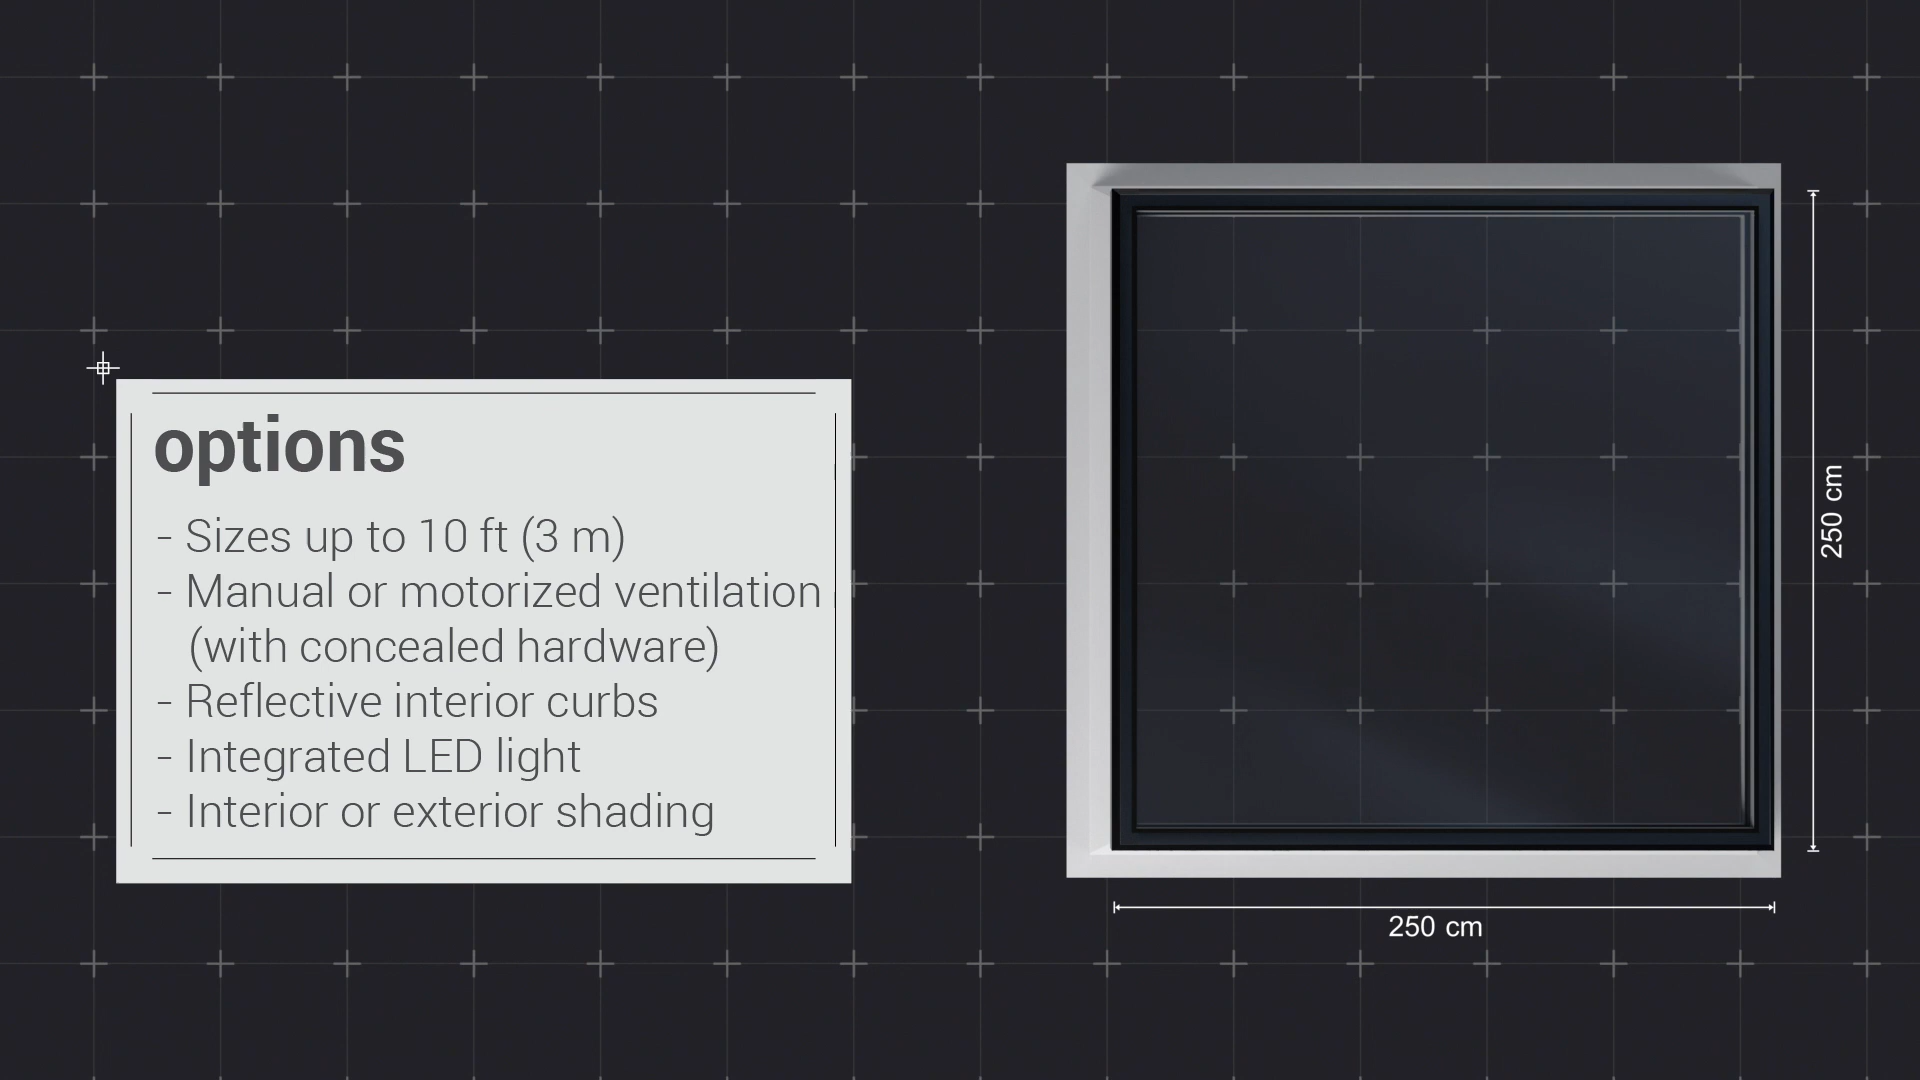 options
- Sizes up to 10 ft (3 m)
- Manual or motorized ventilation
(with concealed hardware)
- Reflective interior curbs
- Integrated LED light
- Interior or exterior shading
250 cm
250 cm